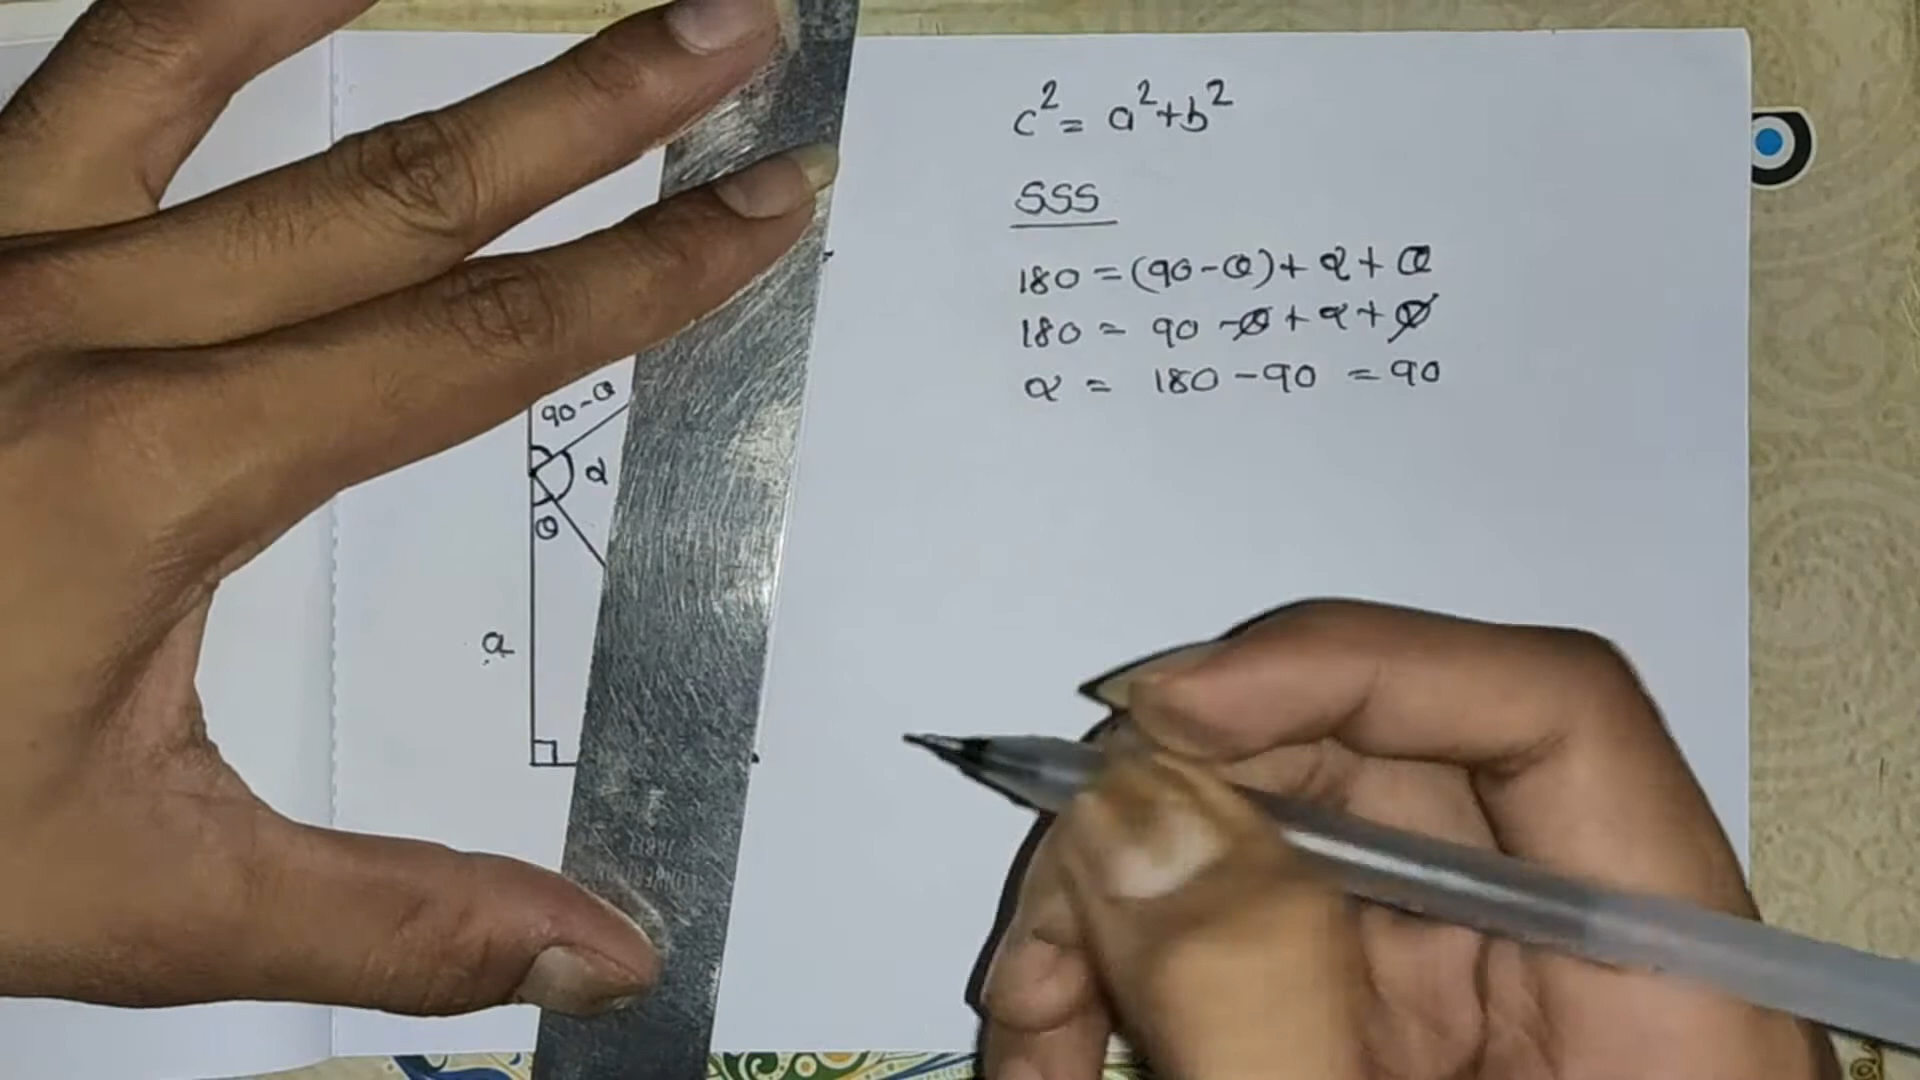 c² = a²+b²
SSS
180 = (90-θ)+ α + θ
180 = 90 -θ + α + θ
α = 180 -90 = 90
90-θ
α
θ
a